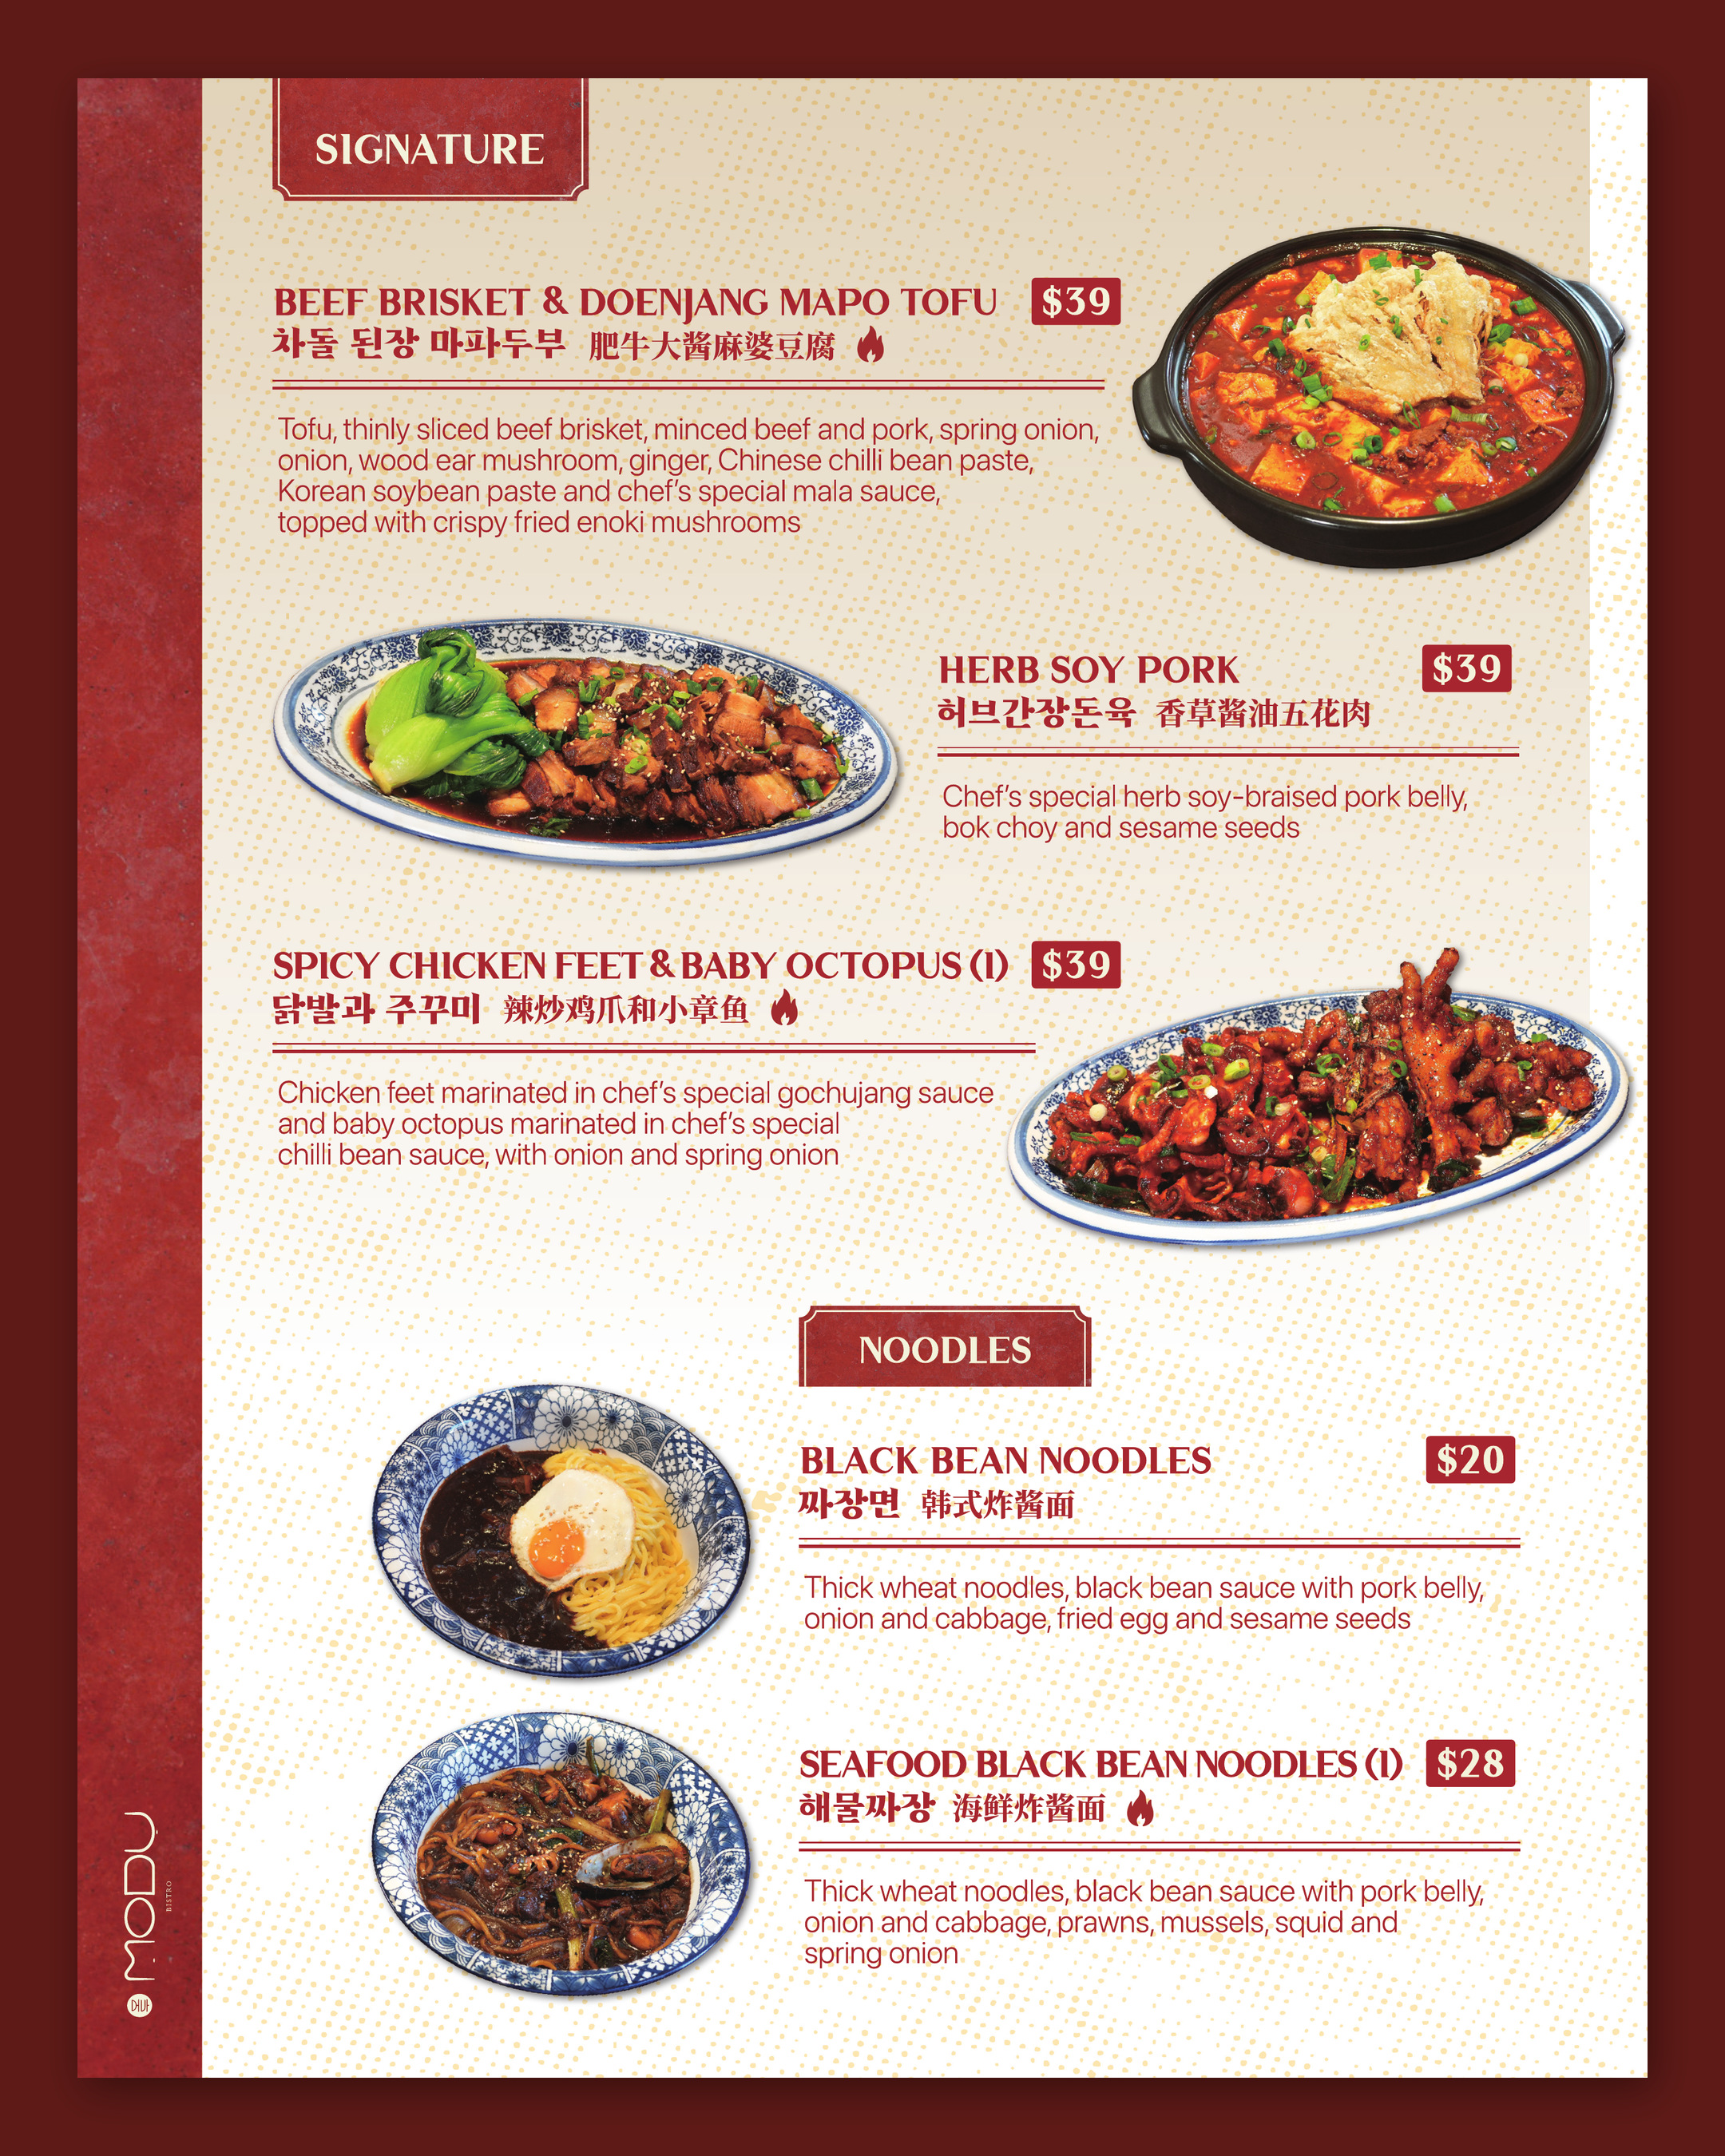 SIGNATURE
BEEF BRISKET & DOENJANG MAPO TOFU $39
차돌 된장 마파두부 肥牛大酱麻婆豆腐
Tofu, thinly sliced beef brisket, minced beef and pork, spring onion,
onion, wood ear mushroom, ginger, Chinese chilli bean paste,
Korean soybean paste and chef's special mala sauce,
topped with crispy fried enoki mushrooms
HERB SOY PORK $39
허브간장돈육 香草酱油五花肉
Chef's special herb soy-braised pork belly,
bok choy and sesame seeds
SPICY CHICKEN FEET & BABY OCTOPUS (I) $39
닭발과 주꾸미 辣炒鸡爪和小章鱼
Chicken feet marinated in chef's special gochujang sauce
and baby octopus marinated in chef's special
chilli bean sauce, with onion and spring onion
NOODLES
BLACK BEAN NOODLES $20
짜장면 韩式炸酱面
Thick wheat noodles, black bean sauce with pork belly,
onion and cabbage, fried egg and sesame seeds
SEAFOOD BLACK BEAN NOODLES (I) $28
해물짜장 海鲜炸酱面
Thick wheat noodles, black bean sauce with pork belly,
onion and cabbage, prawns, mussels, squid and
spring onion
MODU
BISTRO